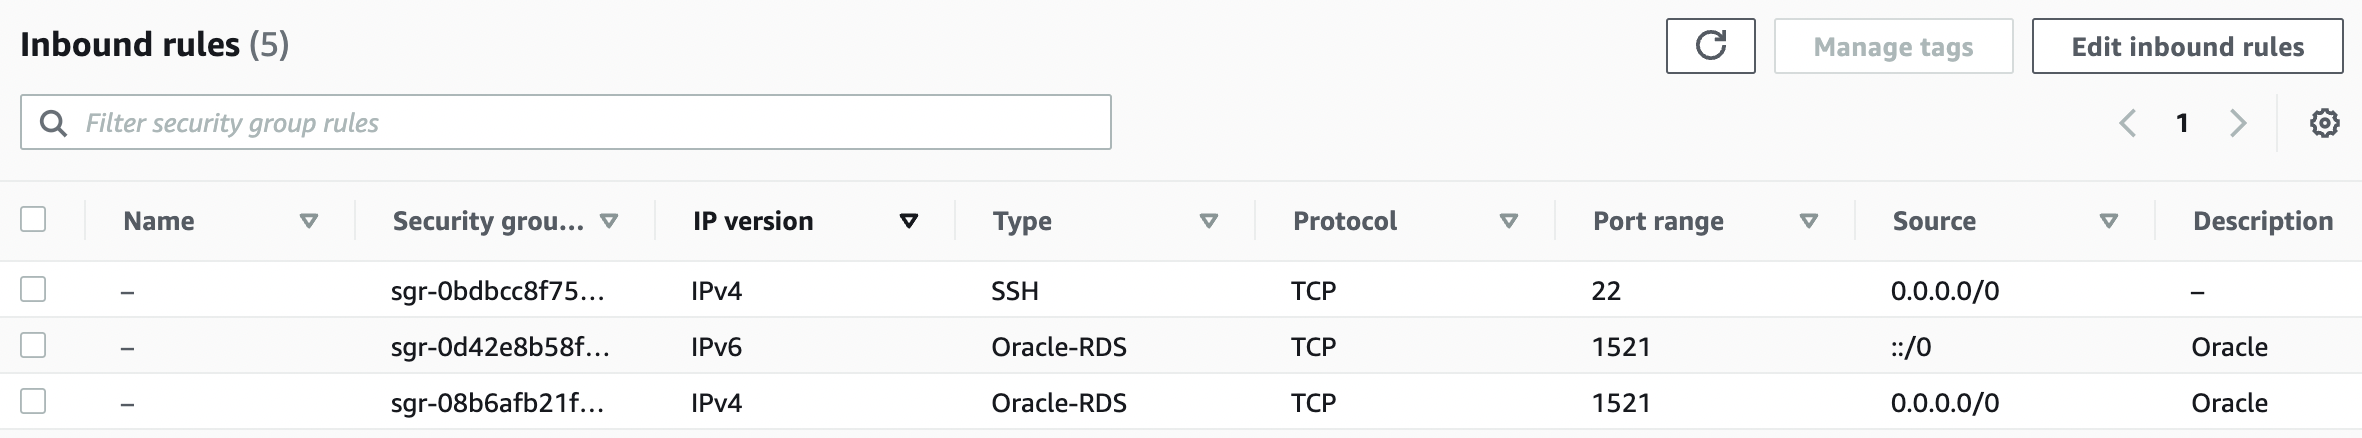 Inbound rules (5)
Manage tags
Edit inbound rules
Filter security group rules
1
Name Security grou... IP version Type Protocol Port range Source Description
– sgr-0bdbcc8f75... IPv4 SSH TCP 22 0.0.0.0/0 –
– sgr-0d42e8b58f... IPv6 Oracle-RDS TCP 1521 ::/0 Oracle
– sgr-08b6afb21f... IPv4 Oracle-RDS TCP 1521 0.0.0.0/0 Oracle